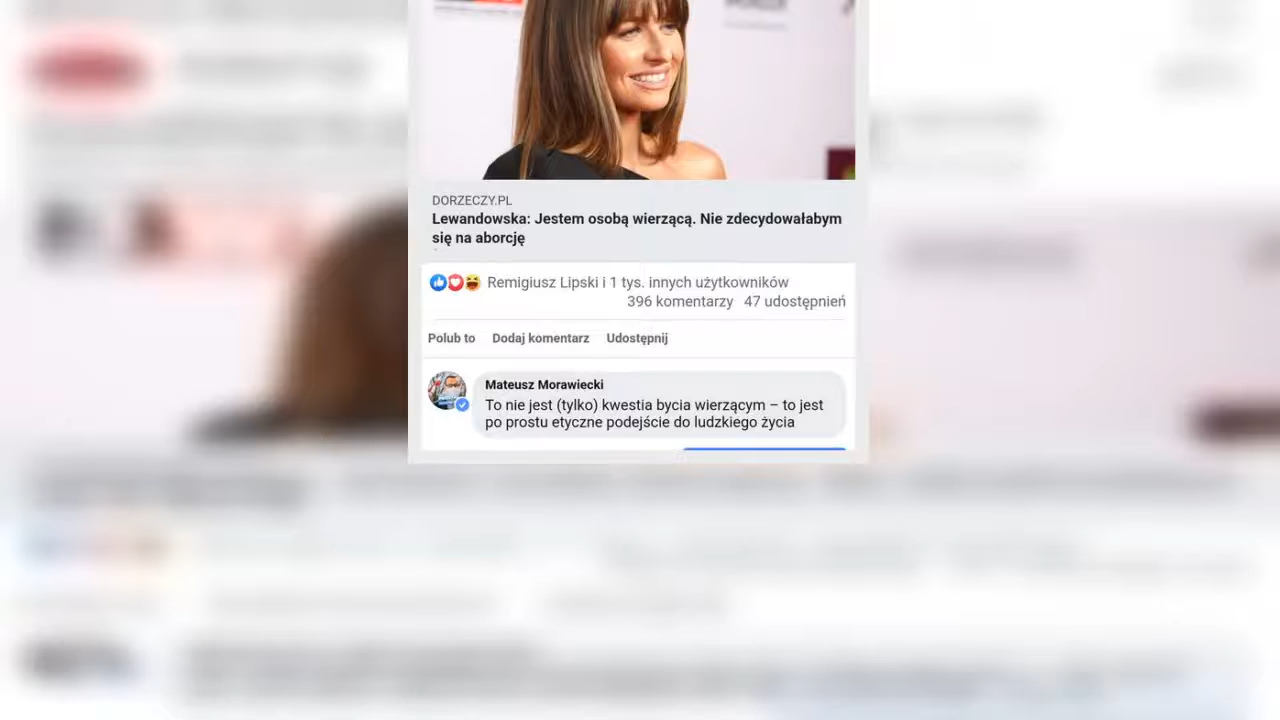 DORZECZY.PL
Lewandowska: Jestem osobą wierzącą. Nie zdecydowałabym
się na aborcję
Remigiusz Lipski i 1 tys. innych użytkowników
396 komentarzy 47 udostępnień
Polub to Dodaj komentarz Udostępnij
Mateusz Morawiecki
To nie jest (tylko) kwestia bycia wierzącym – to jest
po prostu etyczne podejście do ludzkiego życia